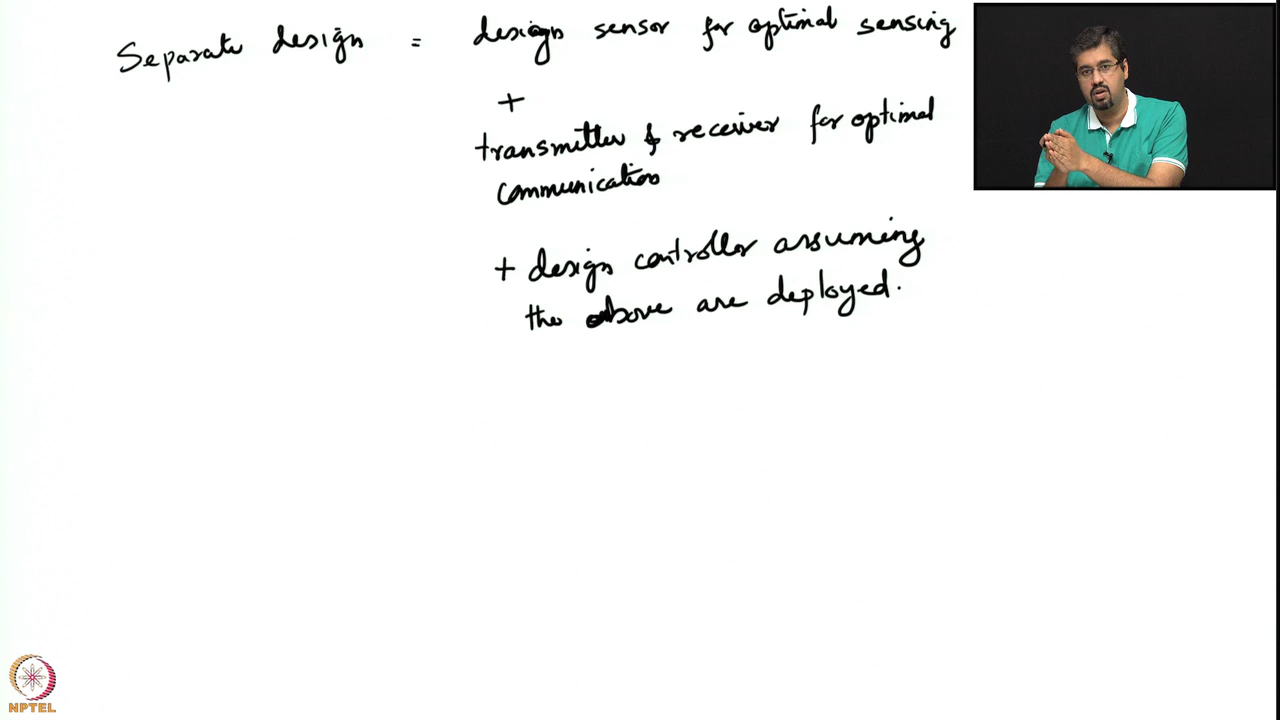 Separate design = design sensor for optimal sensing
+
transmitter & receiver for optimal
communication
+ design controller assuming
the above are deployed.
NPTEL